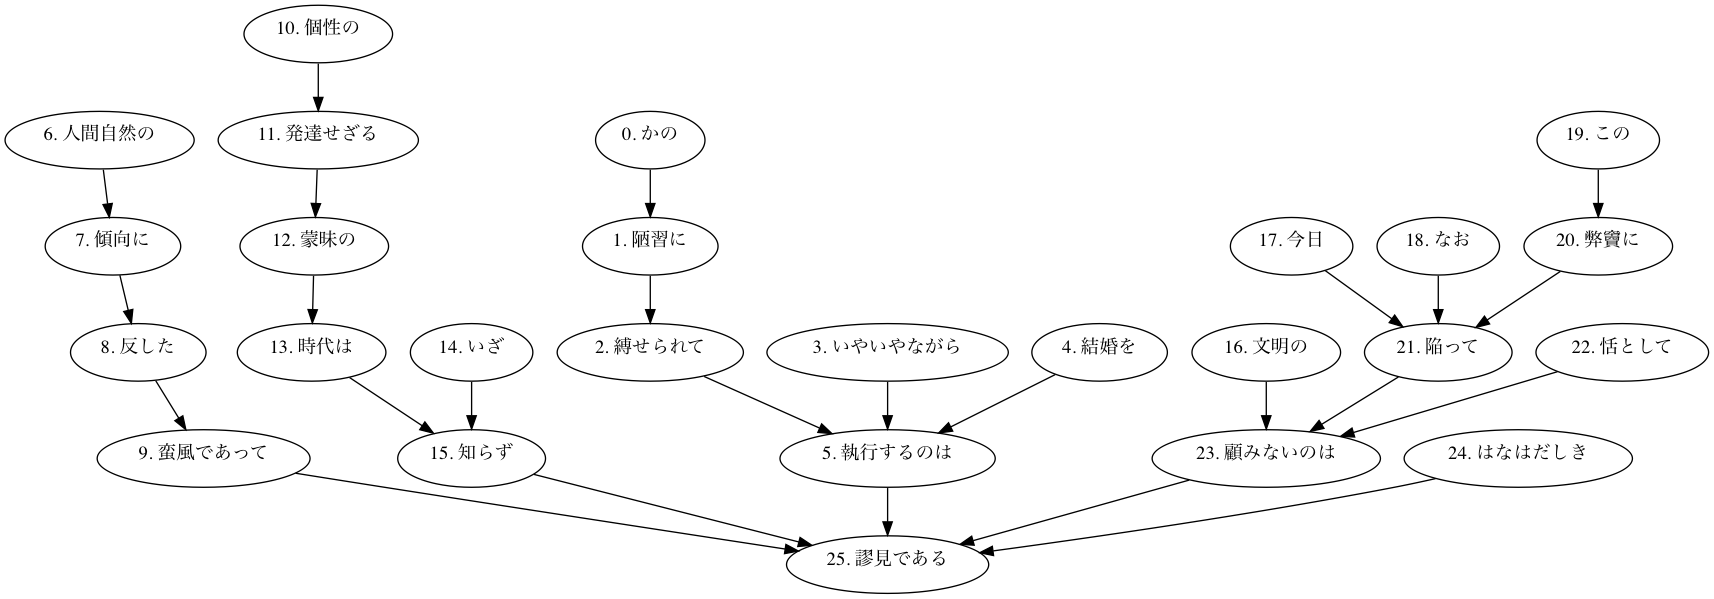 10. 個性の
6. 人間自然の
11. 発達せざる
0. かの
19. この
7. 傾向に
12. 蒙昧の
1. 陋習に
17. 今日
18. なお
20. 弊竇に
8. 反した
13. 時代は
14. いざ
2. 縛せられて
3. いやいやながら
4. 結婚を
16. 文明の
21. 陥って
22. 恬として
9. 蛮風であって
15. 知らず
5. 執行するのは
23. 顧みないのは
24. はなはだしき
25. 謬見である